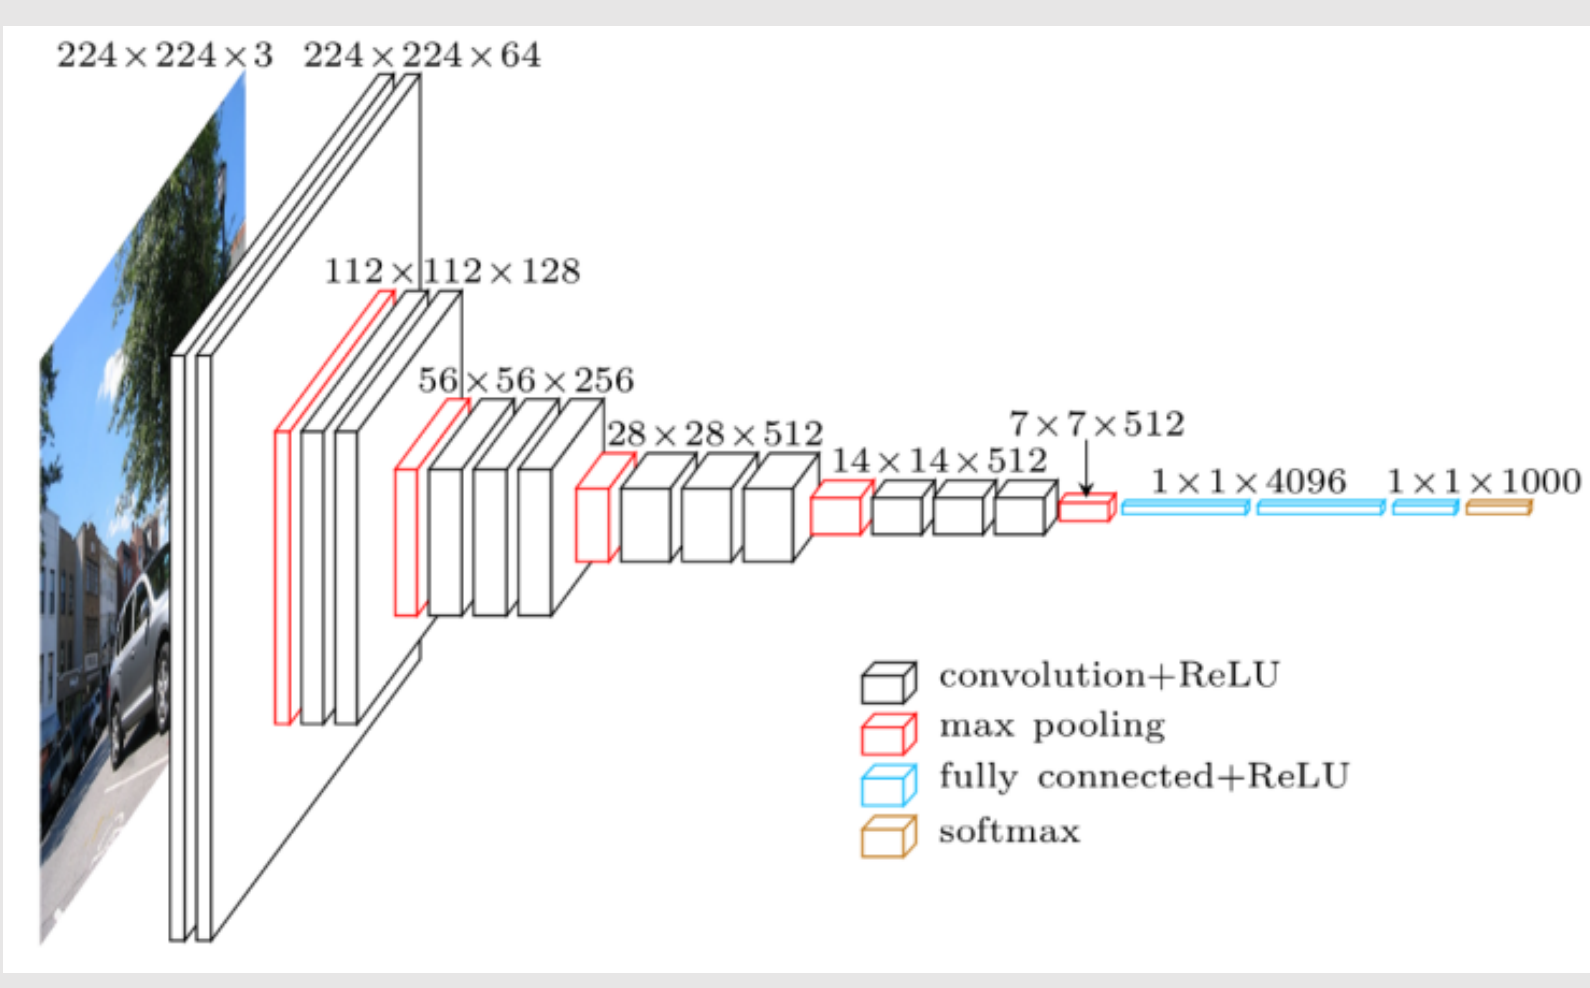 224×224×3
224×224×64
112×112×128
56×56×256
28×28×512
14×14×512
7×7×512
1×1×4096
1×1×1000
convolution+ReLU
max pooling
fully connected+ReLU
softmax